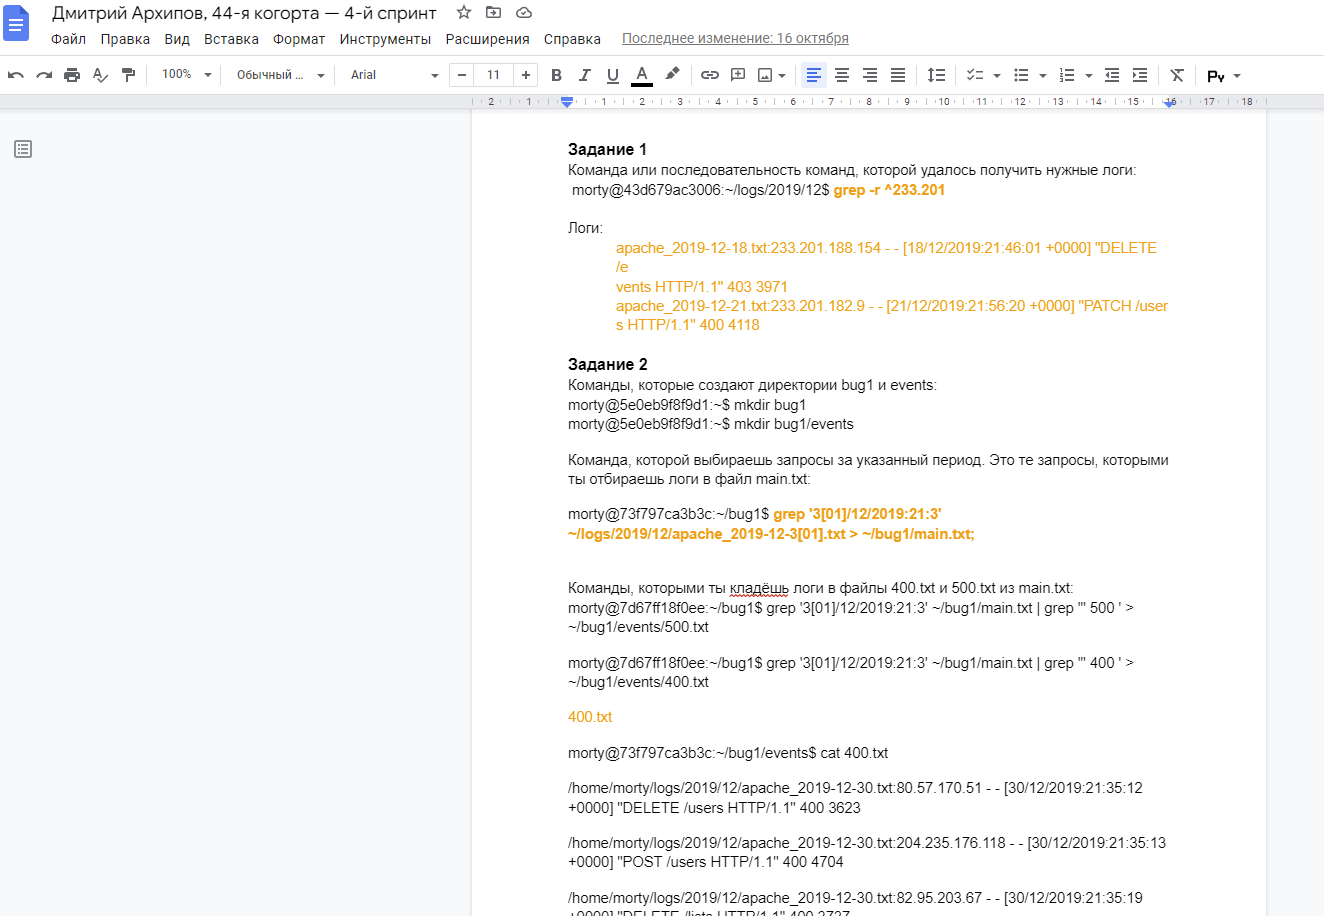 Дмитрий Архипов, 44-я когорта — 4-й спринт
Файл Правка Вид Вставка Формат Инструменты Расширения Справка Последнее изменение: 16 октября
100% Обычный ... Arial − 11 + B I U A Ру
2 1 1 2 3 4 5 6 7 8 9 10 11 12 13 14 15 16 17 18
Задание 1
Команда или последовательность команд, которой удалось получить нужные логи:
morty@43d679ac3006:~/logs/2019/12$ grep -r ^233.201
Логи:
apache_2019-12-18.txt:233.201.188.154 - - [18/12/2019:21:46:01 +0000] "DELETE
/e
vents HTTP/1.1" 403 3971
apache_2019-12-21.txt:233.201.182.9 - - [21/12/2019:21:56:20 +0000] "PATCH /user
s HTTP/1.1" 400 4118
Задание 2
Команды, которые создают директории bug1 и events:
morty@5e0eb9f8f9d1:~$ mkdir bug1
morty@5e0eb9f8f9d1:~$ mkdir bug1/events
Команда, которой выбираешь запросы за указанный период. Это те запросы, которыми
ты отбираешь логи в файл main.txt:
morty@73f797ca3b3c:~/bug1$ grep '3[01]/12/2019:21:3'
~/logs/2019/12/apache_2019-12-3[01].txt > ~/bug1/main.txt;
Команды, которыми ты кладёшь логи в файлы 400.txt и 500.txt из main.txt:
morty@7d67ff18f0ee:~/bug1$ grep '3[01]/12/2019:21:3' ~/bug1/main.txt | grep '" 500 ' >
~/bug1/events/500.txt
morty@7d67ff18f0ee:~/bug1$ grep '3[01]/12/2019:21:3' ~/bug1/main.txt | grep '" 400 ' >
~/bug1/events/400.txt
400.txt
morty@73f797ca3b3c:~/bug1/events$ cat 400.txt
/home/morty/logs/2019/12/apache_2019-12-30.txt:80.57.170.51 - - [30/12/2019:21:35:12
+0000] "DELETE /users HTTP/1.1" 400 3623
/home/morty/logs/2019/12/apache_2019-12-30.txt:204.235.176.118 - - [30/12/2019:21:35:13
+0000] "POST /users HTTP/1.1" 400 4704
/home/morty/logs/2019/12/apache_2019-12-30.txt:82.95.203.67 - - [30/12/2019:21:35:19
+0000] "DELETE /lists HTTP/1.1" 400 3737